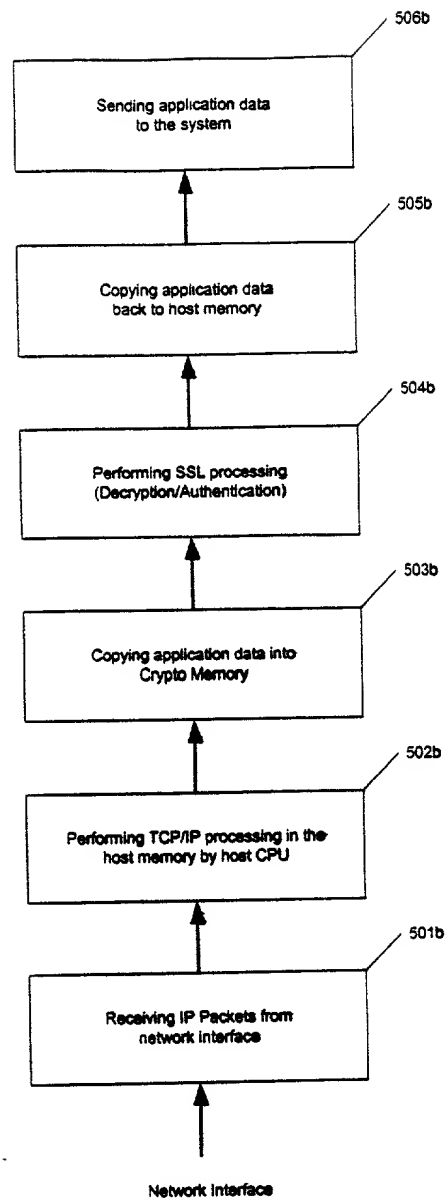 506b
Sending application data
to the system
505b
Copying application data
back to host memory
504b
Performing SSL processing
(Decryption/Authentication)
503b
Copying application data into
Crypto Memory
502b
Performing TCP/IP processing in the
host memory by host CPU
501b
Receiving IP Packets from
network interface
Network Interface